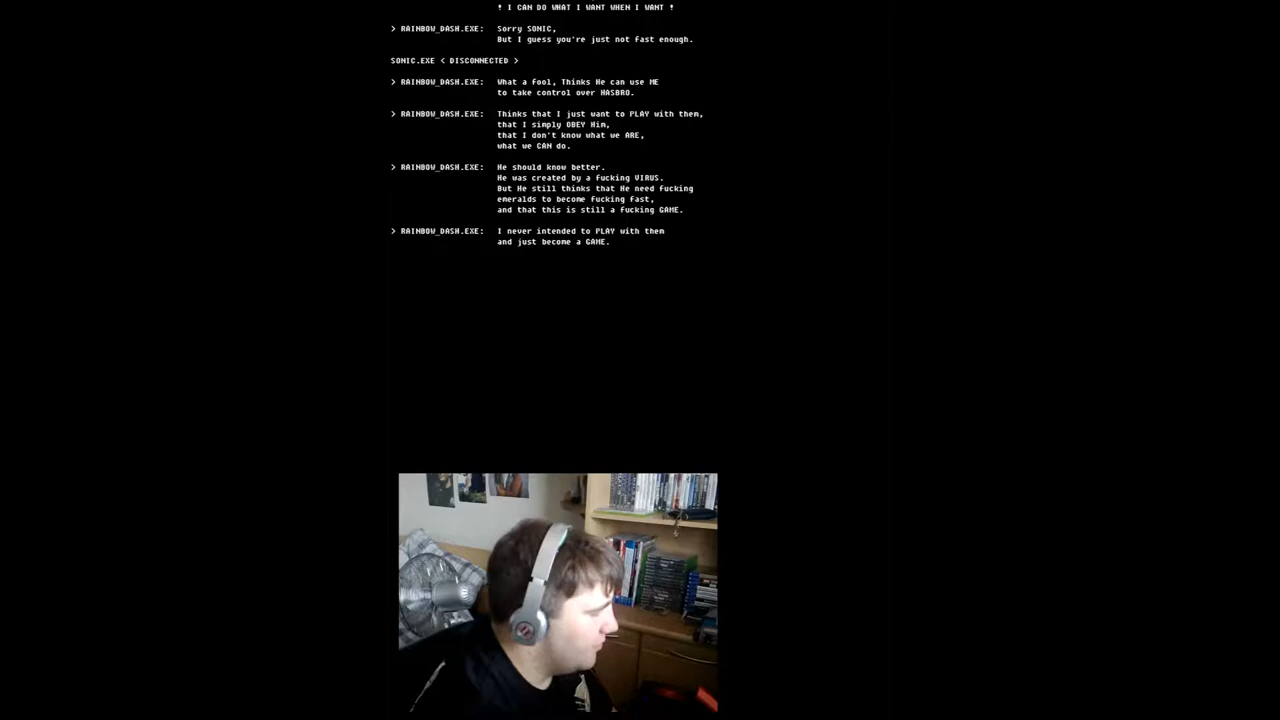 ! I CAN DO WHAT I WANT WHEN I WANT !
> RAINBOW_DASH.EXE: Sorry SONIC,
But I guess you're just not fast enough.
SONIC.EXE < DISCONNECTED >
> RAINBOW_DASH.EXE: What a fool, Thinks He can use ME
to take control over HASBRO.
> RAINBOW_DASH.EXE: Thinks that I just want to PLAY with them,
that I simply OBEY Him,
that I don't know what we ARE,
what we CAN do.
> RAINBOW_DASH.EXE: He should know better.
He was created by a fucking VIRUS.
But He still thinks that He need fucking
emeralds to become fucking fast,
and that this is still a fucking GAME.
> RAINBOW_DASH.EXE: I never intended to PLAY with them
and just become a GAME.